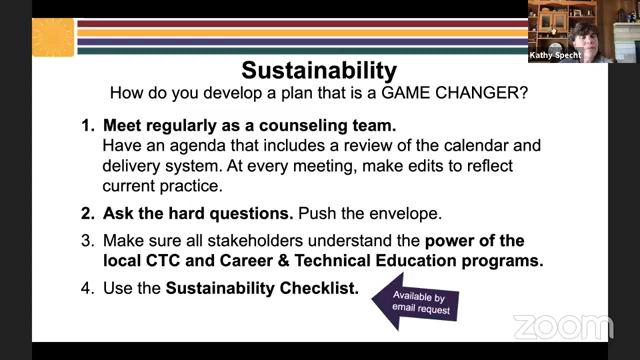 Kathy Specht
Sustainability
How do you develop a plan that is a GAME CHANGER?
1. Meet regularly as a counseling team.
Have an agenda that includes a review of the calendar and
delivery system. At every meeting, make edits to reflect
current practice.
2. Ask the hard questions. Push the envelope.
3. Make sure all stakeholders understand the power of the
local CTC and Career & Technical Education programs.
4. Use the Sustainability Checklist.
Available by
email request
zoom